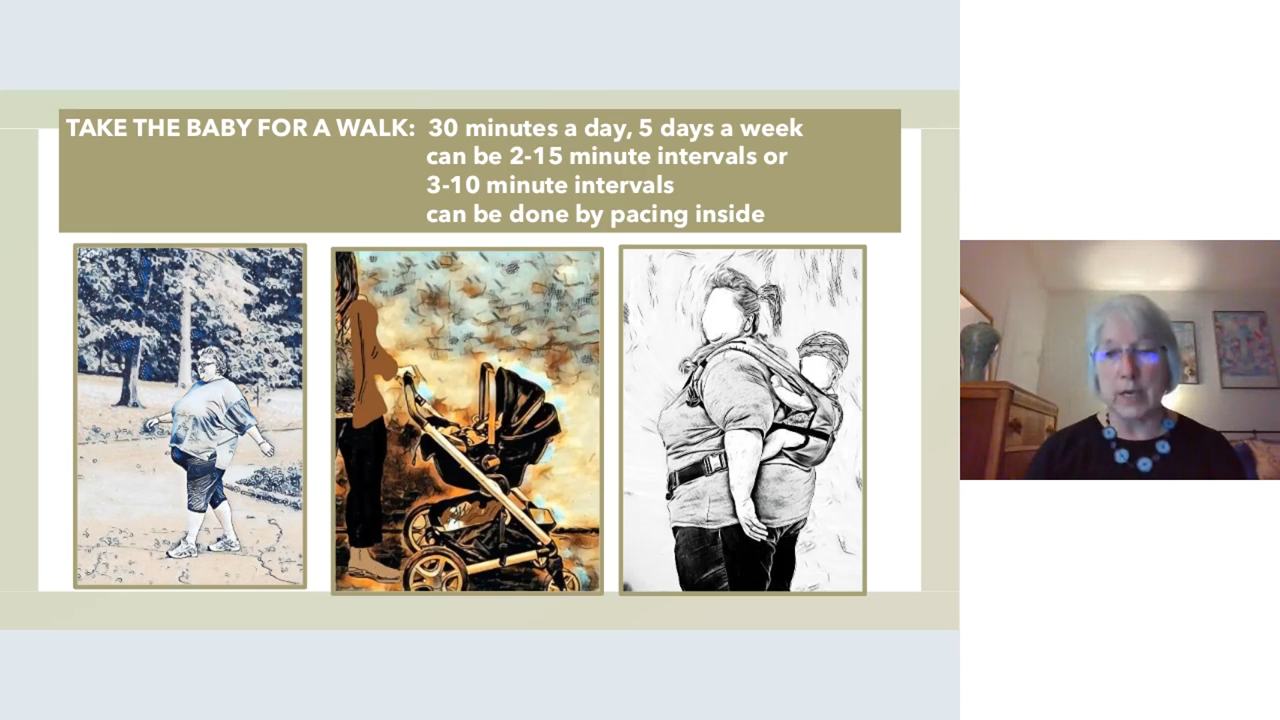 TAKE THE BABY FOR A WALK: 30 minutes a day, 5 days a week
can be 2-15 minute intervals or
3-10 minute intervals
can be done by pacing inside